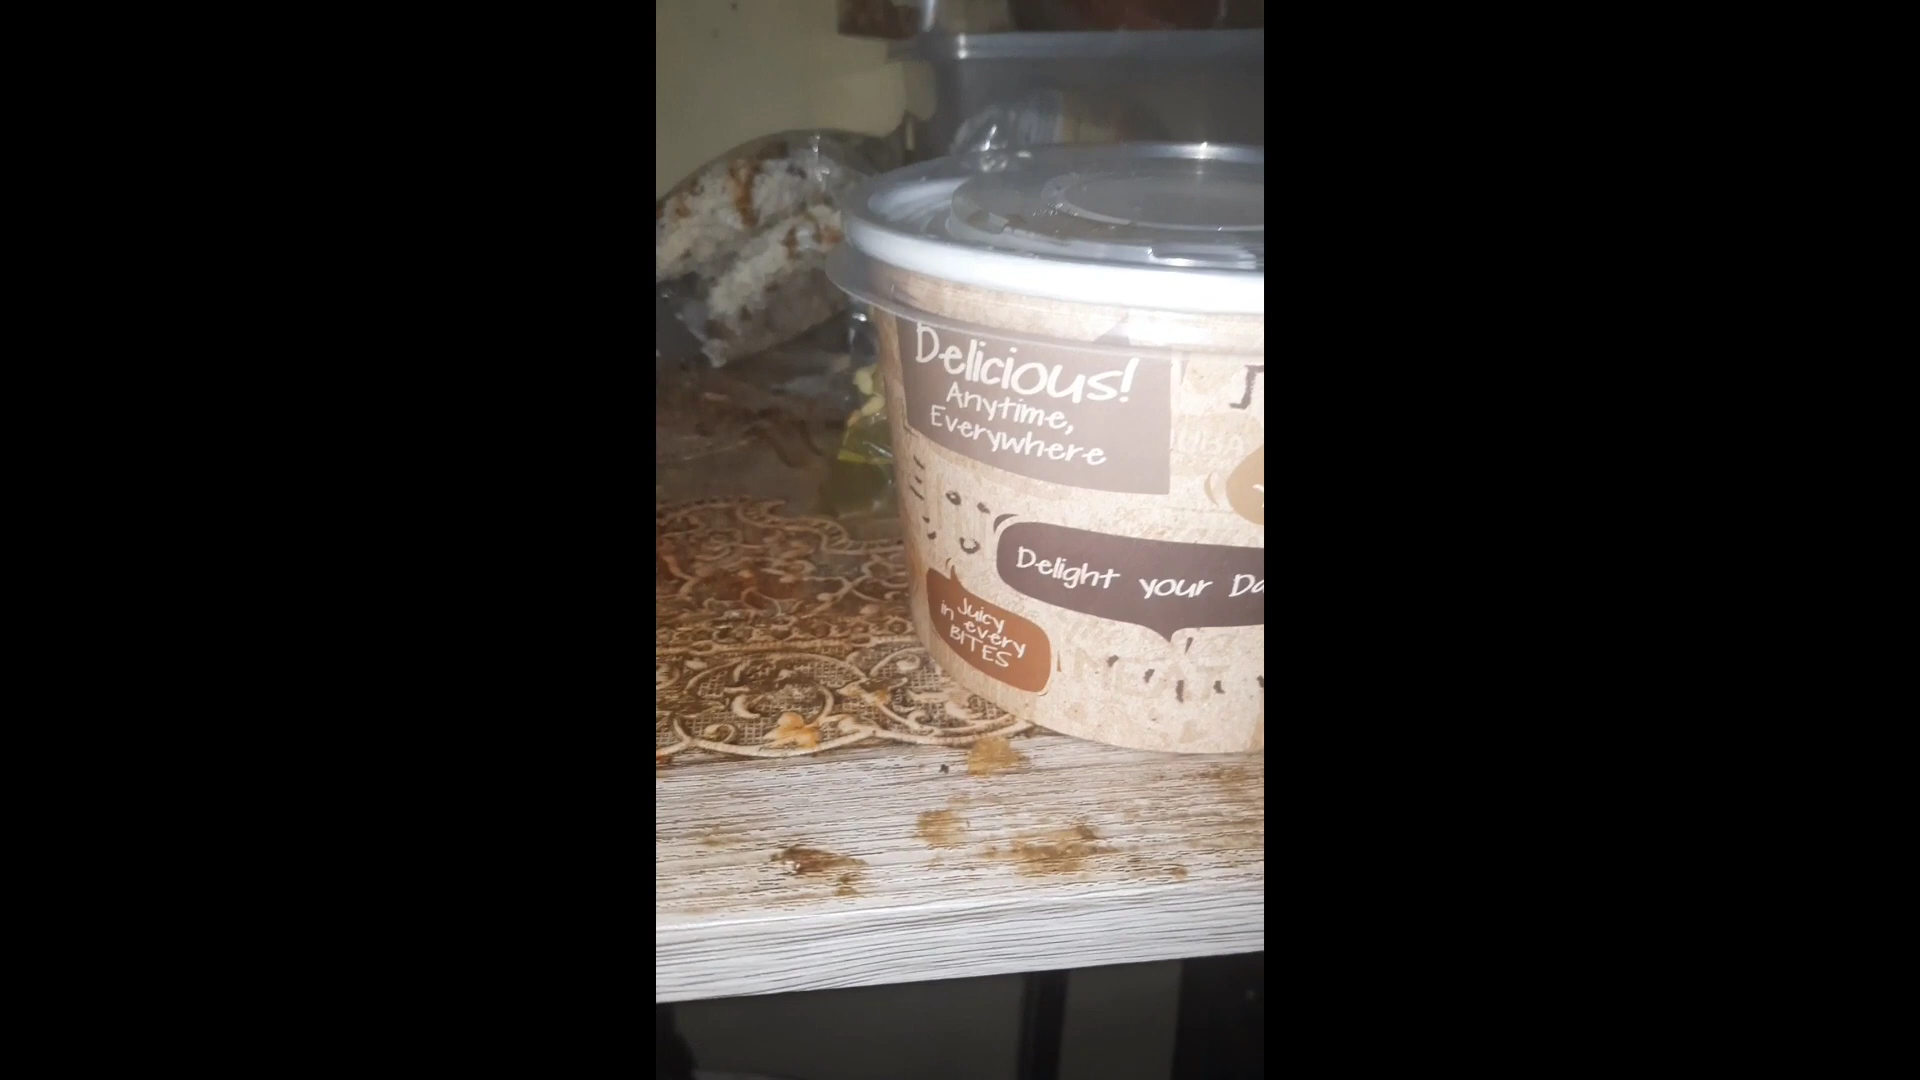 Delicious!
Anytime,
Everywhere
Delight your Da
Juicy
in every
BITES